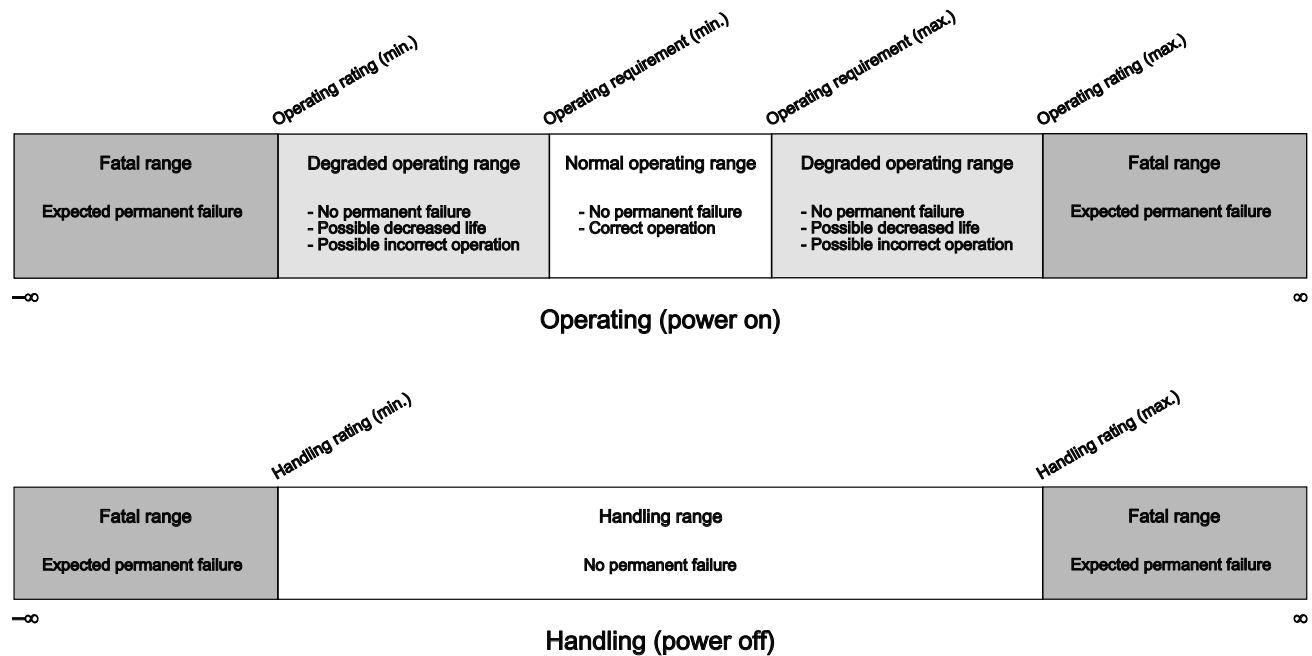 Operating rating (min.)
Operating requirement (min.)
Operating requirement (max.)
Operating rating (max.)
Fatal range
Expected permanent failure
Degraded operating range
- No permanent failure
- Possible decreased life
- Possible incorrect operation
Normal operating range
- No permanent failure
- Correct operation
Degraded operating range
- No permanent failure
- Possible decreased life
- Possible incorrect operation
Fatal range
Expected permanent failure
–∞
∞
Operating (power on)
Handling rating (min.)
Handling rating (max.)
Fatal range
Expected permanent failure
Handling range
No permanent failure
Fatal range
Expected permanent failure
–∞
∞
Handling (power off)